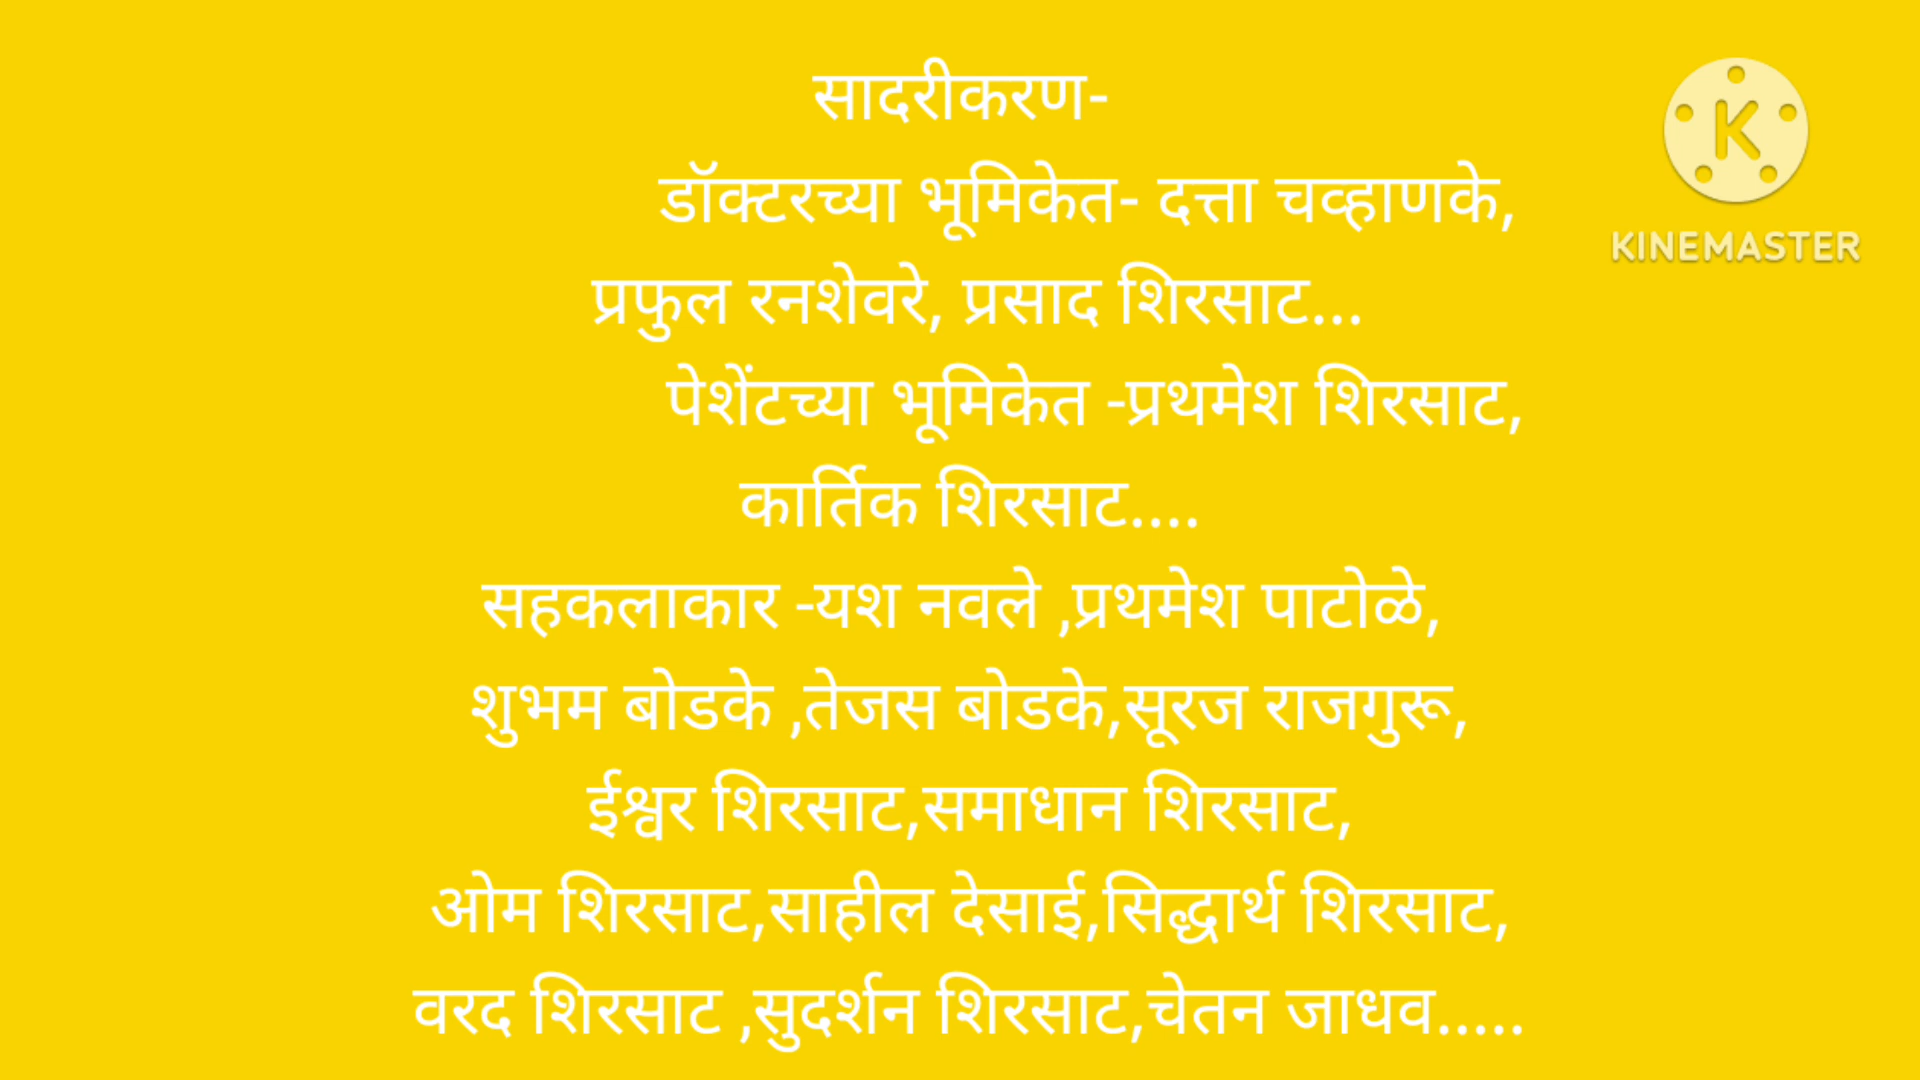 सादरीकरण-
डॉक्टरच्या भूमिकेत- दत्ता चव्हाणके,
प्रफुल रनशेवरे, प्रसाद शिरसाट...
पेशेंटच्या भूमिकेत -प्रथमेश शिरसाट,
कार्तिक शिरसाट....
सहकलाकार -यश नवले ,प्रथमेश पाटोळे,
शुभम बोडके ,तेजस बोडके,सूरज राजगुरू,
ईश्वर शिरसाट,समाधान शिरसाट,
ओम शिरसाट,साहील देसाई,सिद्धार्थ शिरसाट,
वरद शिरसाट ,सुदर्शन शिरसाट,चेतन जाधव.....
K
KINEMASTER